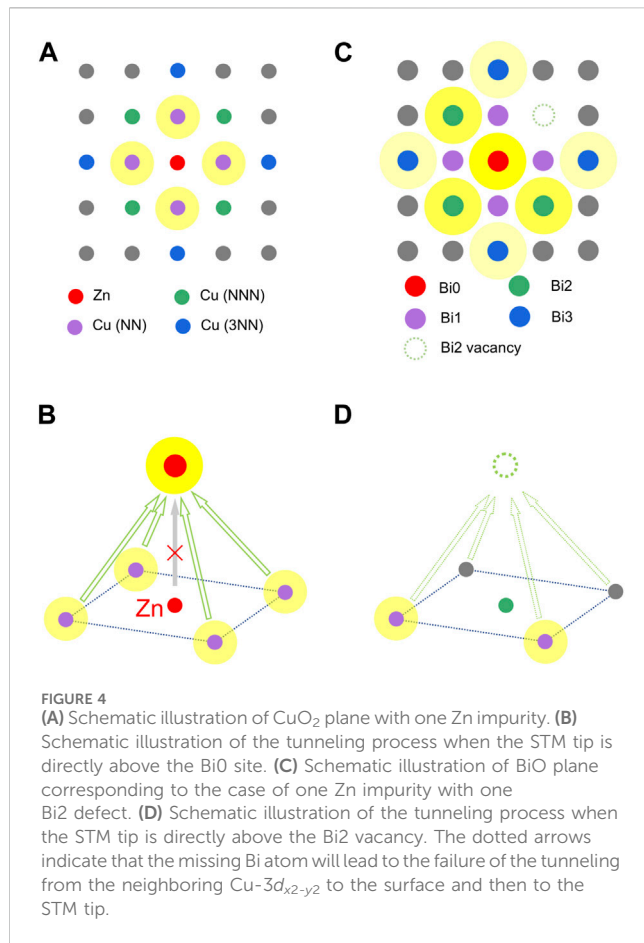 A
C
Zn
Cu (NNN)
Cu (NN)
Cu (3NN)
Bi0
Bi2
Bi1
Bi3
Bi2 vacancy
B
D
Zn
FIGURE 4
(A) Schematic illustration of CuO2 plane with one Zn impurity. (B)
Schematic illustration of the tunneling process when the STM tip is
directly above the Bi0 site. (C) Schematic illustration of BiO plane
corresponding to the case of one Zn impurity with one
Bi2 defect. (D) Schematic illustration of the tunneling process when
the STM tip is directly above the Bi2 vacancy. The dotted arrows
indicate that the missing Bi atom will lead to the failure of the tunneling
from the neighboring Cu-3dx2-y2 to the surface and then to the
STM tip.